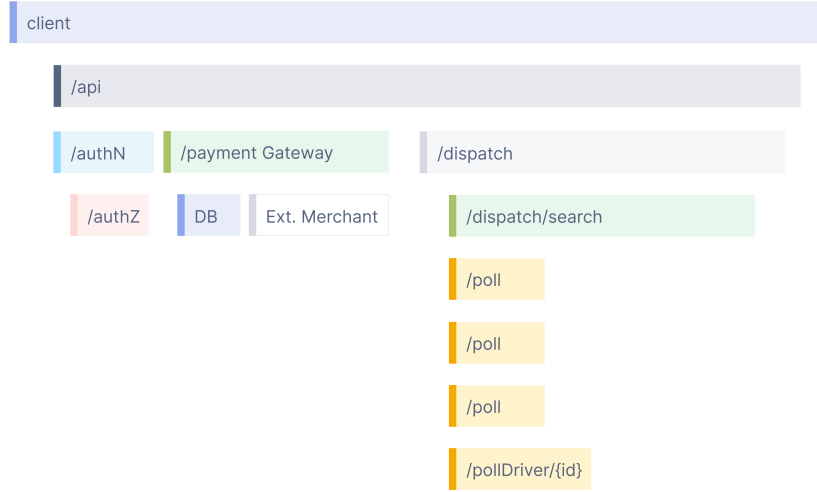 client
/api
/authN
/payment Gateway
/dispatch
/authZ
DB
Ext. Merchant
/dispatch/search
/poll
/poll
/poll
/pollDriver/{id}